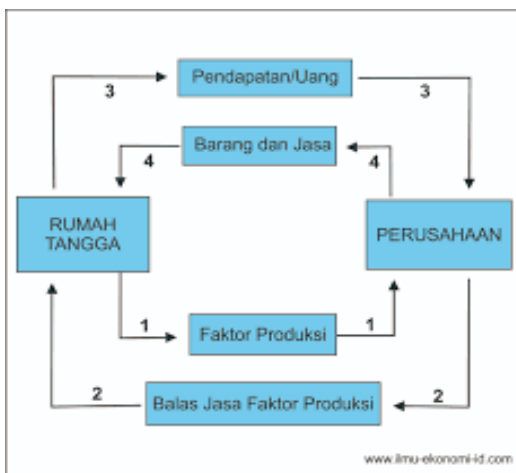 Pendapatan/Uang
3
3
Barang dan Jasa
4
4
RUMAH
TANGGA
PERUSAHAAN
1
Faktor Produksi
1
2
Balas Jasa Faktor Produksi
2
www.ilmu-ekonomi-id.com